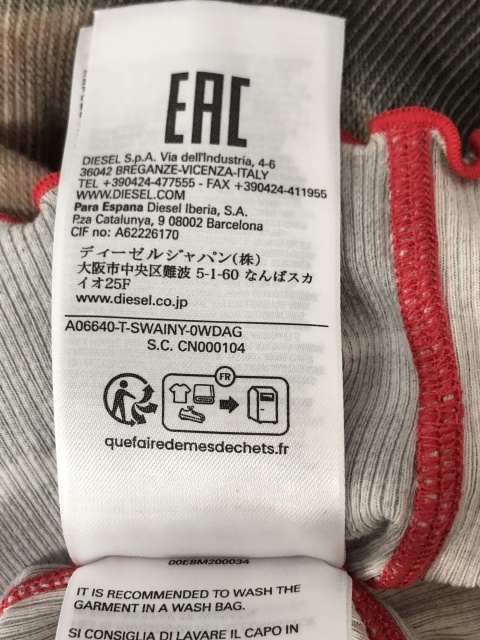 EAC
DIESEL S.p.A. Via dell'Industria, 4-6
36042 BREGANZE-VICENZA-ITALY
TEL +390424-477555 - FAX +390424-411955
WWW.DIESEL.COM
Para Espana Diesel Iberia, S.A.
P.za Catalunya, 9 08002 Barcelona
CIF no: A62226170
ディーゼルジャパン(株)
大阪市中央区難波 5-1-60 なんばスカ
イオ25F
www.diesel.co.jp
A06640-T-SWAINY-0WDAG
S.C. CN000104
FR
quefairedemesdechets.fr
00EBM200034
IT IS RECOMMENDED TO WASH THE
GARMENT IN A WASH BAG.
SI CONSIGLIA DI LAVARE IL CAPO IN